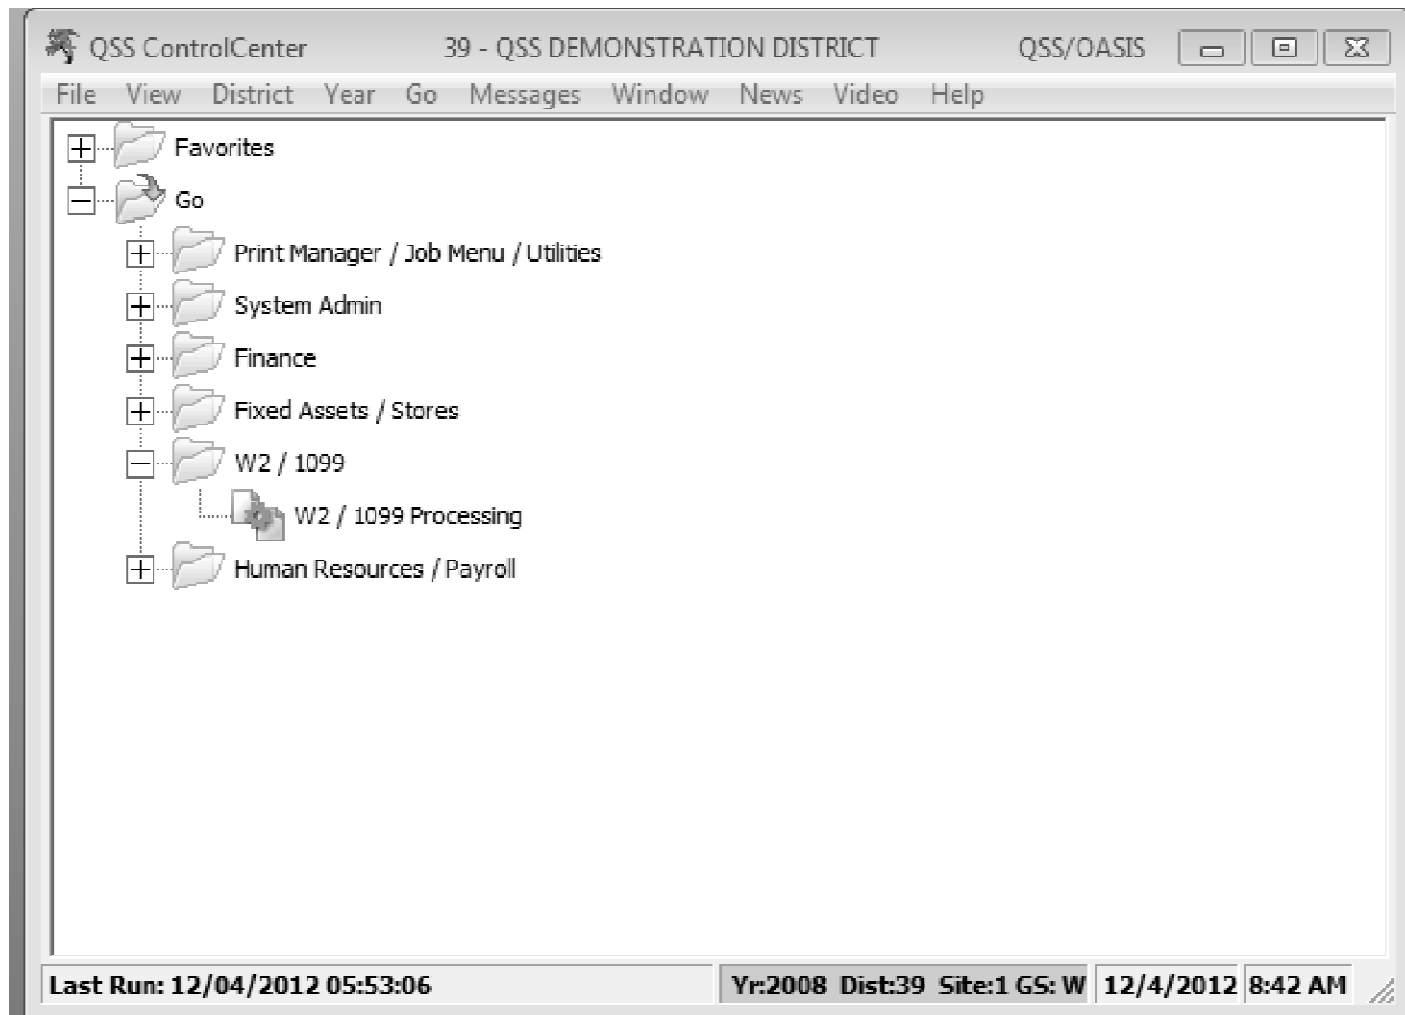 QSS ControlCenter 39 - QSS DEMONSTRATION DISTRICT QSS/OASIS
File View District Year Go Messages Window News Video Help
Favorites
Go
Print Manager / Job Menu / Utilities
System Admin
Finance
Fixed Assets / Stores
W2 / 1099
W2 / 1099 Processing
Human Resources / Payroll
Last Run: 12/04/2012 05:53:06 Yr:2008 Dist:39 Site:1 GS: W 12/4/2012 8:42 AM